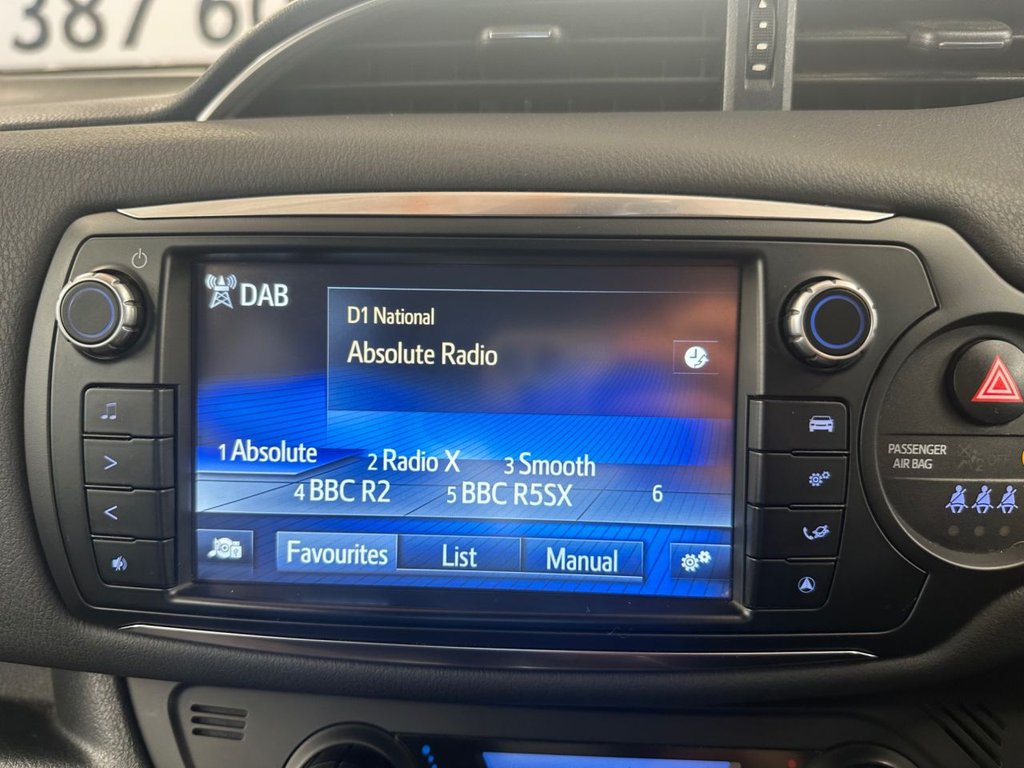 387 60
DAB
D1 National
Absolute Radio
1 Absolute 2 Radio X 3 Smooth
4 BBC R2 5 BBC R5SX 6
Favourites List Manual
PASSENGER
AIR BAG